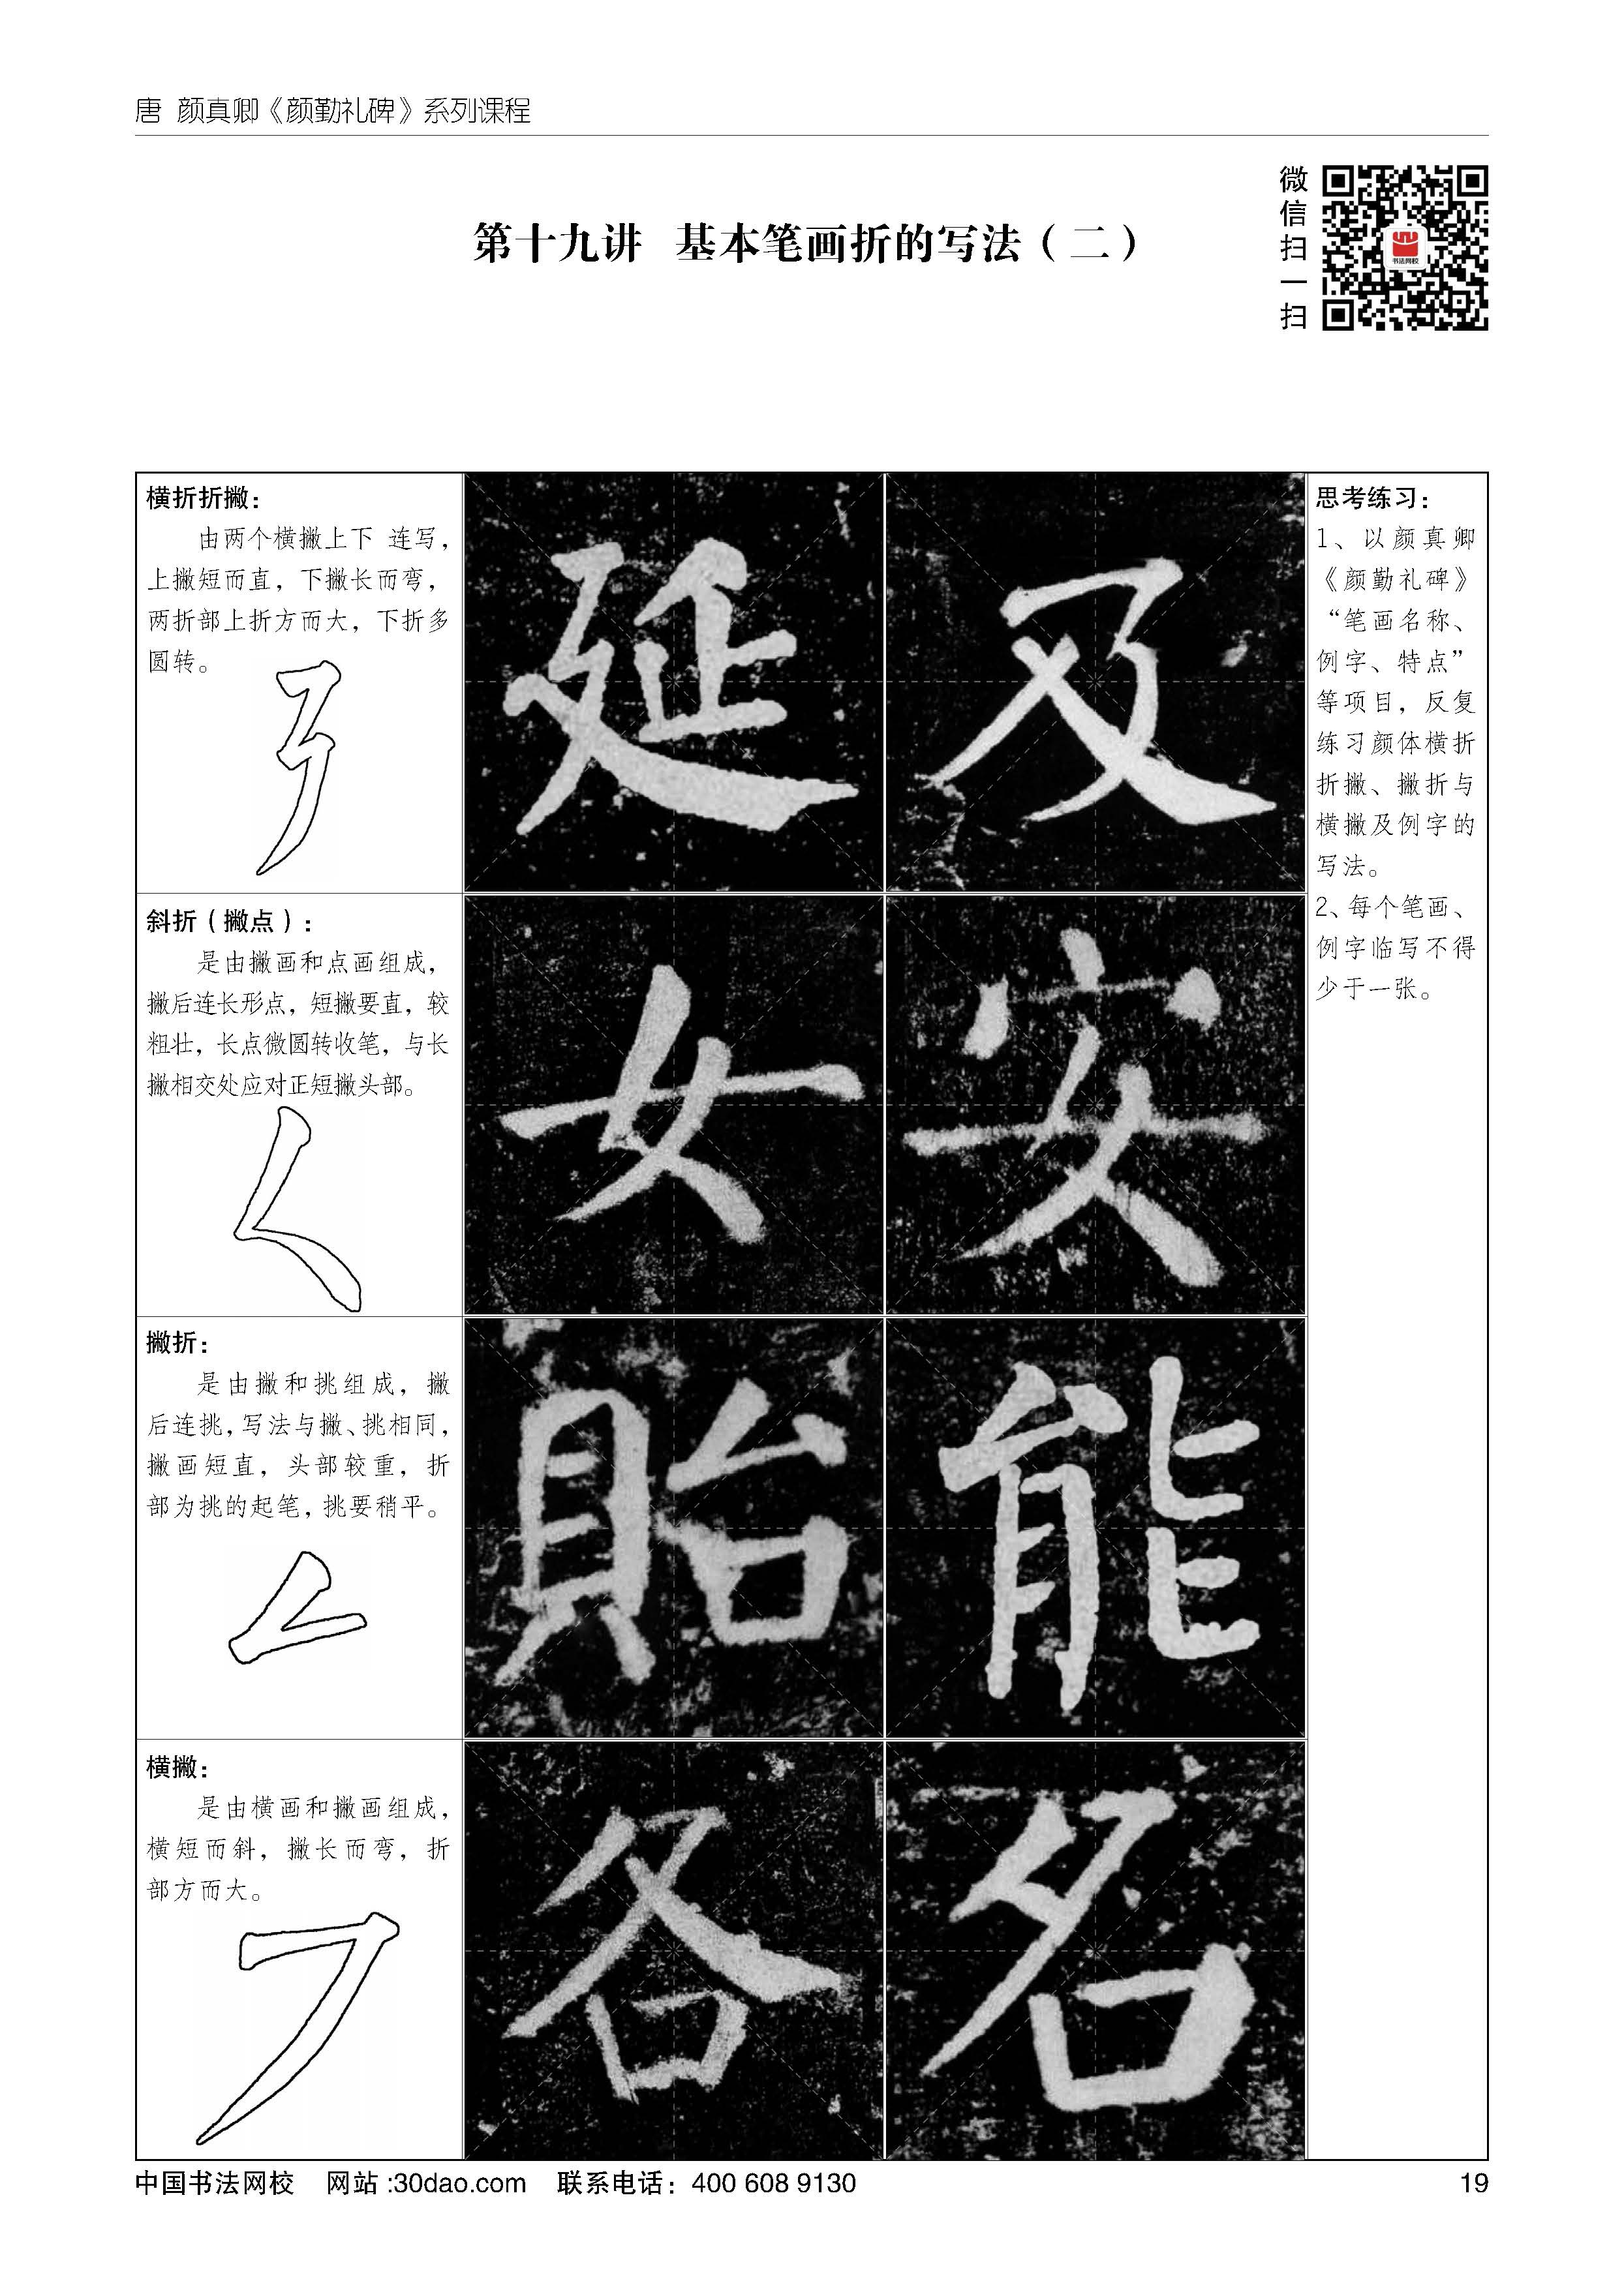 唐 颜真卿《颜勤礼碑》系列课程
微信扫一扫
书法网校
第十九讲 基本笔画折的写法（二）
横折折撇：
由两个横撇上下 连写，
上撇短而直，下撇长而弯，
两折部上折方而大，下折多
圆转。
延及
斜折（撇点）：
是由撇画和点画组成，
撇后连长形点，短撇要直，较
粗壮，长点微圆转收笔，与长
撇相交处应对正短撇头部。
女安
撇折：
是由撇和挑组成，撇
后连挑，写法与撇、挑相同，
撇画短直，头部较重，折
部为挑的起笔，挑要稍平。
貽能
横撇：
是由横画和撇画组成，
横短而斜，撇长而弯，折
部方而大。
各名
思考练习：
1、以颜真卿
《颜勤礼碑》
“笔画名称、
例字、特点”
等项目，反复
练习颜体横折
折撇、撇折与
横撇及例字的
写法。
2、每个笔画、
例字临写不得
少于一张。
中国书法网校 网站:30dao.com 联系电话：400 608 9130
19